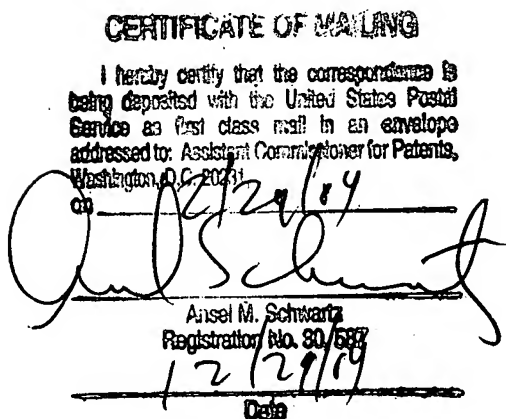 CERTIFICATE OF MAILING
I hereby certify that the correspondence is
being deposited with the United States Postal
Service as first class mail in an envelope
addressed to: Assistant Commissioner for Patents,
Washington, D.C. 20231
on
Ansel M. Schwartz
Registration No. 30,587
Date